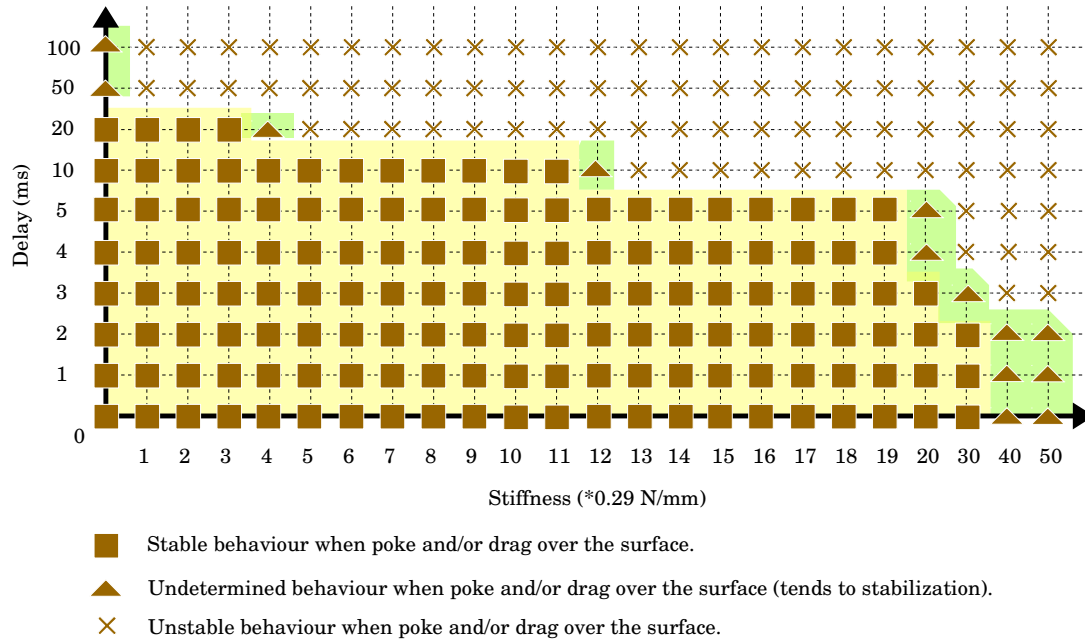 100
50
20
10
5
4
3
2
1
0
Delay (ms)
1 2 3 4 5 6 7 8 9 10 11 12 13 14 15 16 17 18 19 20 30 40 50
Stiffness (*0.29 N/mm)
Stable behaviour when poke and/or drag over the surface.
Undetermined behaviour when poke and/or drag over the surface (tends to stabilization).
Unstable behaviour when poke and/or drag over the surface.